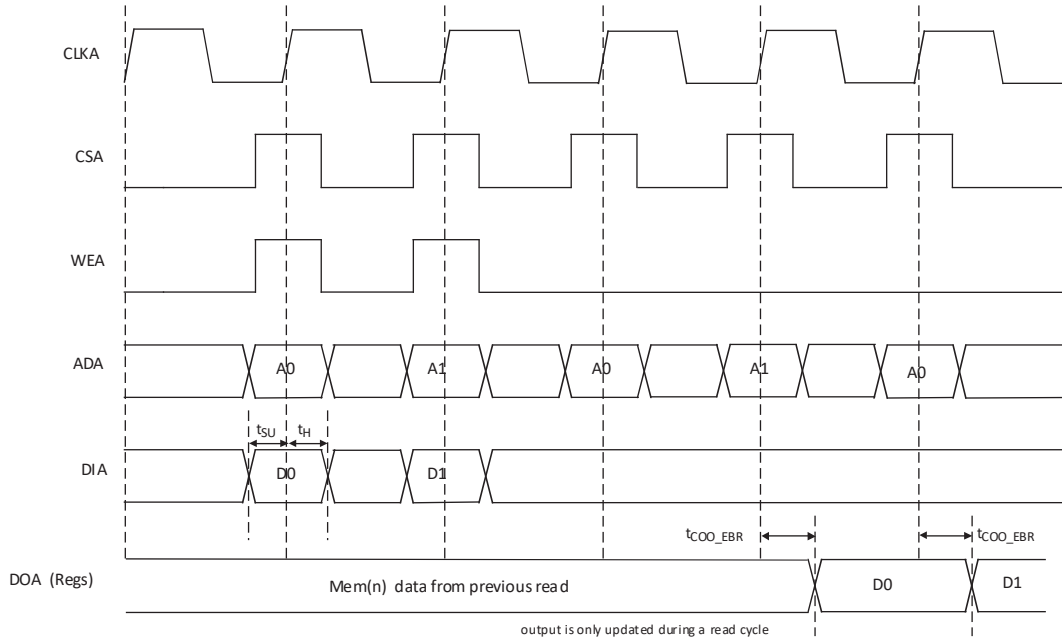 CLKA
CSA
WEA
ADA
A0
A1
A0
A1
A0
tSU
tH
DIA
D0
D1
tCOO_EBR
tCOO_EBR
DOA (Regs)
Mem(n) data from previous read
D0
D1
output is only updated during a read cycle